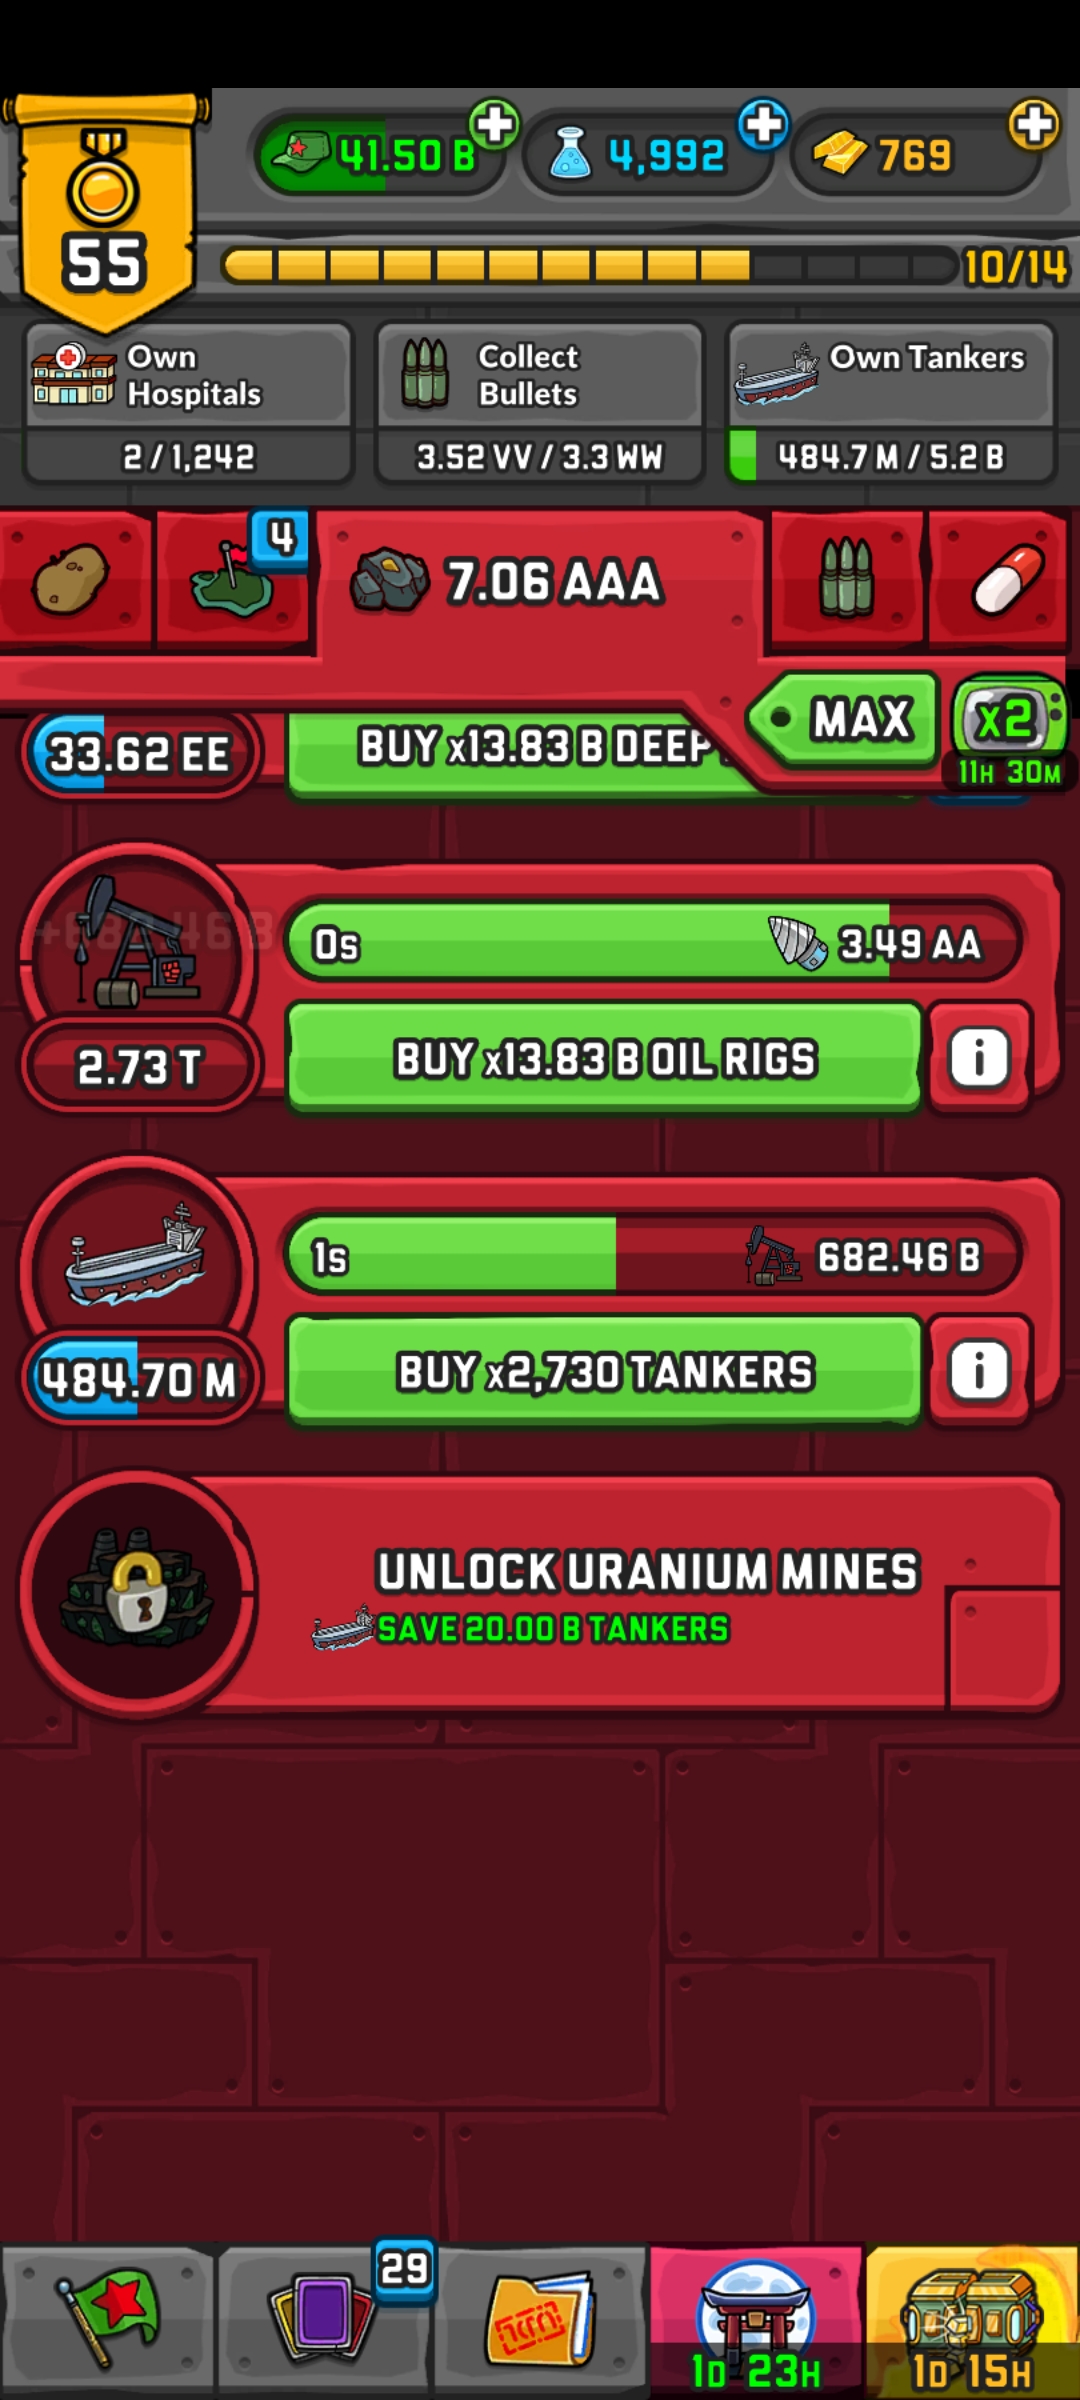 41.50 B
4,992
769
55
10/14
Own
Hospitals
2 / 1,242
Collect
Bullets
3.52 VV / 3.3 WW
Own Tankers
484.7 M / 5.2 B
4
7.06 AAA
MAX
x2
11H 30M
33.62 EE
BUY x13.83 B DEEP
+682.46 B
0s
3.49 AA
2.73 T
BUY x13.83 B OIL RIGS
i
1s
682.46 B
484.70 M
BUY x2,730 TANKERS
i
UNLOCK URANIUM MINES
SAVE 20.00 B TANKERS
29
1D 23H
1D 15H